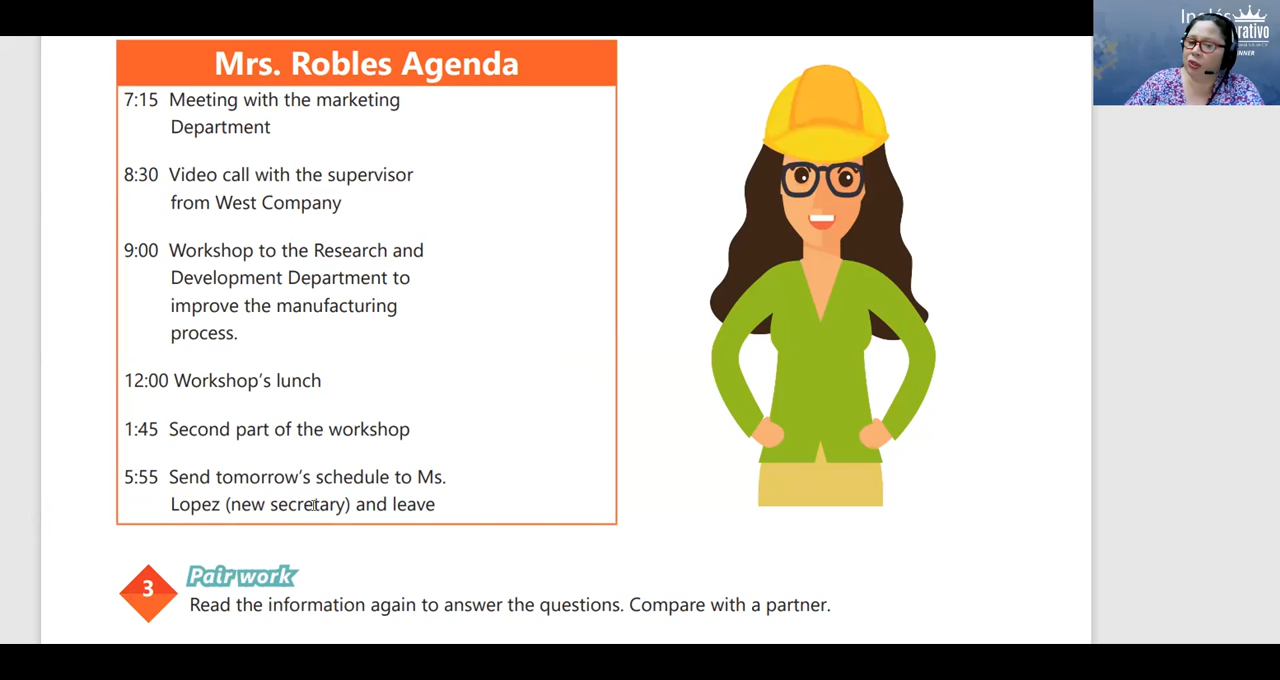 Mrs. Robles Agenda
7:15 Meeting with the marketing
Department
8:30 Video call with the supervisor
from West Company
9:00 Workshop to the Research and
Development Department to
improve the manufacturing
process.
12:00 Workshop's lunch
1:45 Second part of the workshop
5:55 Send tomorrow's schedule to Ms.
Lopez (new secretary) and leave
3
Pair work
Read the information again to answer the questions. Compare with a partner.